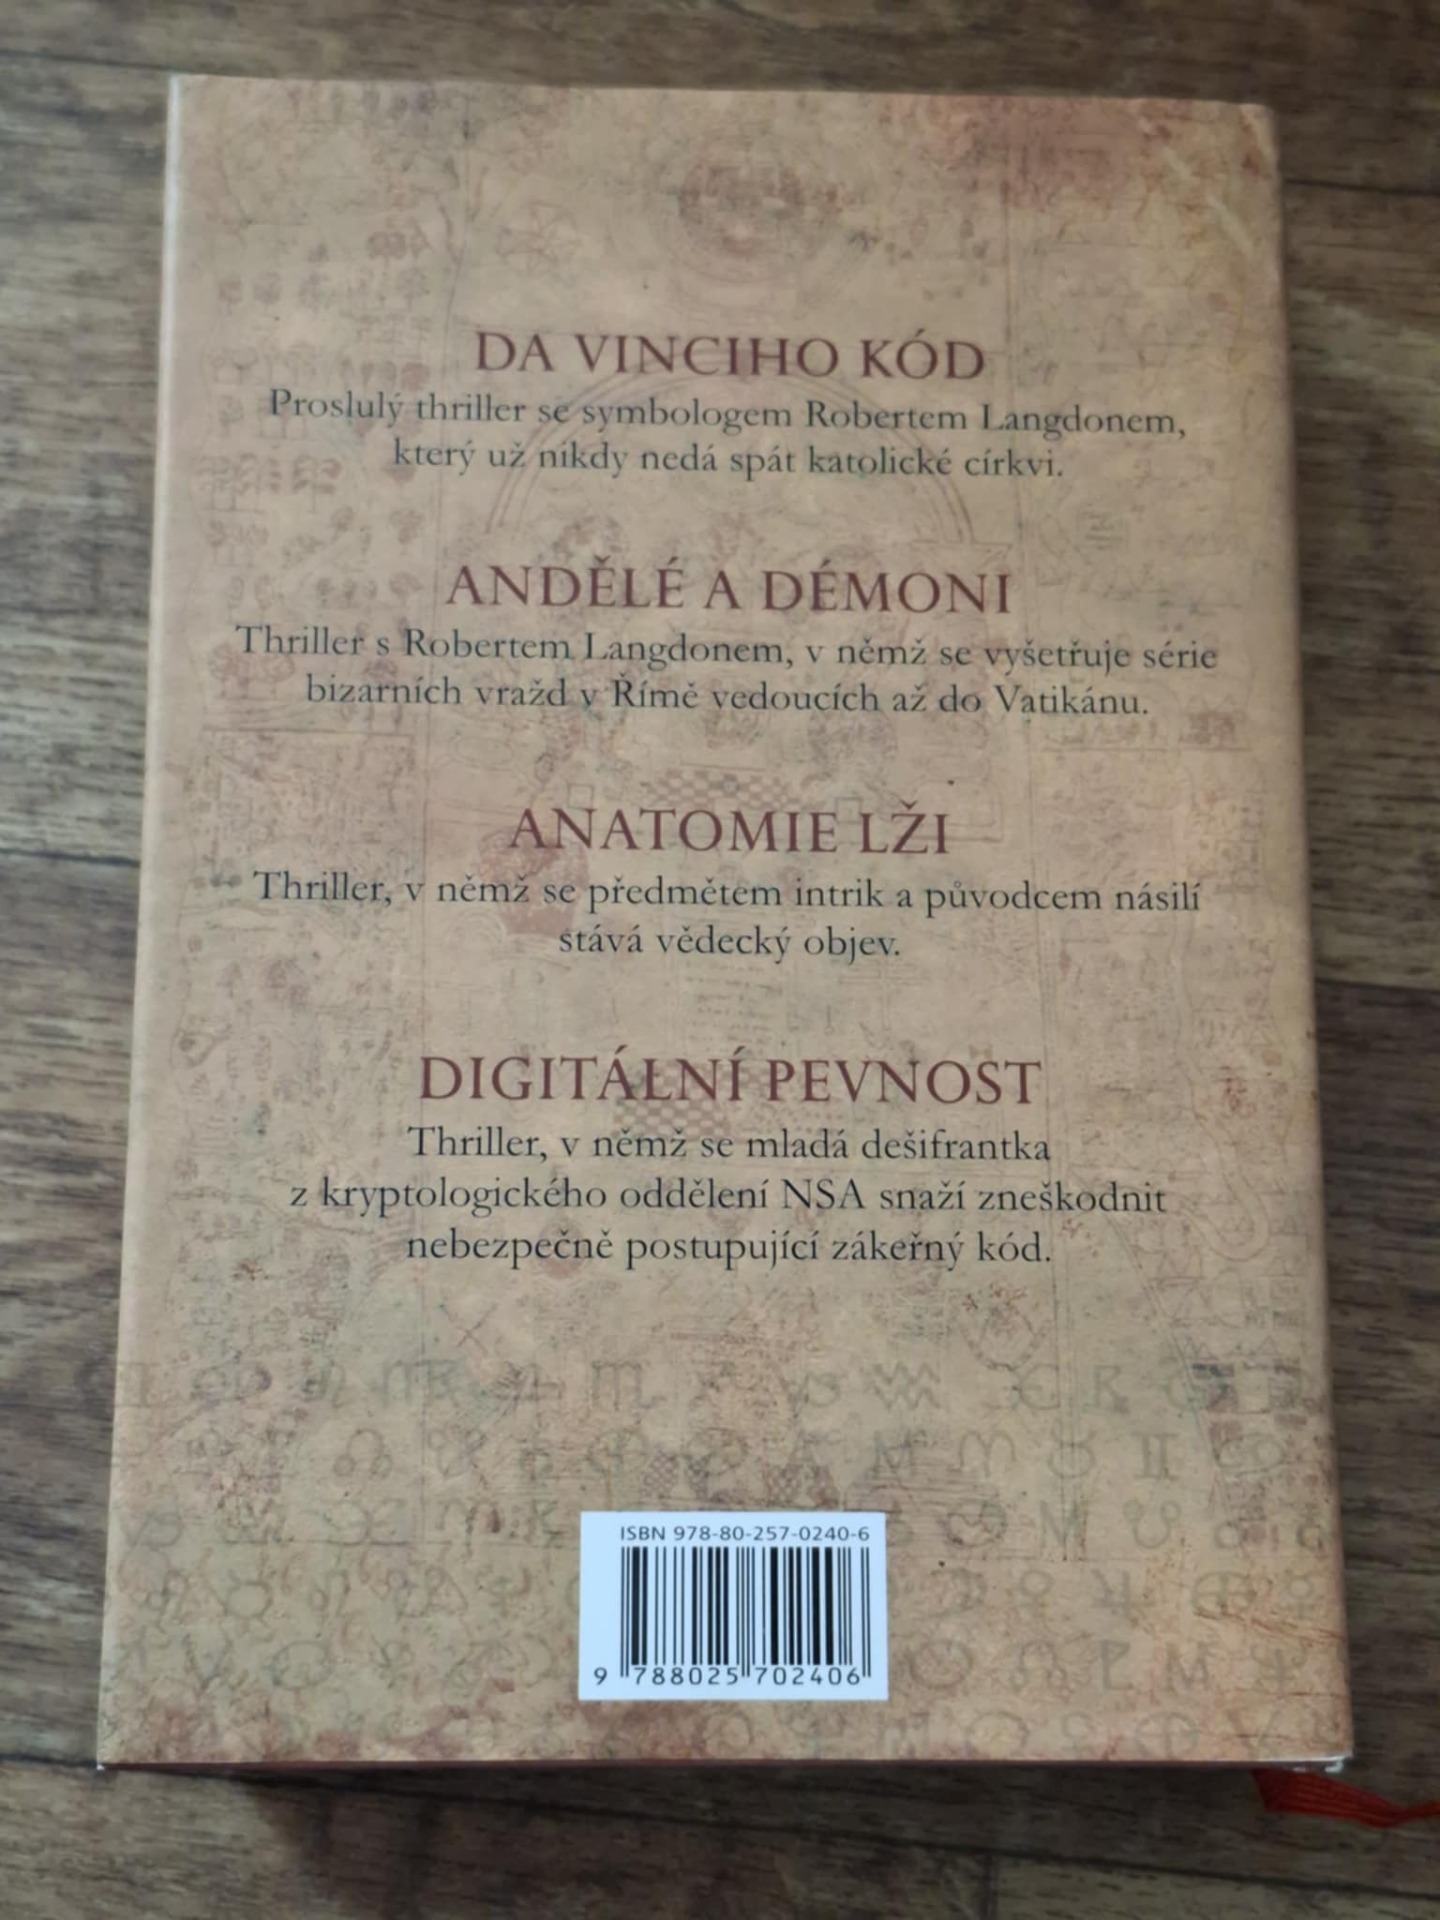 DA VINCIHO KÓD
Proslulý thriller se symbologem Robertem Langdonem,
který už nikdy nedá spát katolické církvi.
ANDĚLÉ A DÉMONI
Thriller s Robertem Langdonem, v němž se vyšetřuje série
bizarních vražd v Římě vedoucích až do Vatikánu.
ANATOMIE LŽI
Thriller, v němž se předmětem intrik a původcem násilí
stává vědecký objev.
DIGITÁLNÍ PEVNOST
Thriller, v němž se mladá dešifrantka
z kryptologického oddělení NSA snaží zneškodnit
nebezpečně postupující zákeřný kód.
ISBN 978-80-257-0240-6
9 788025 702406